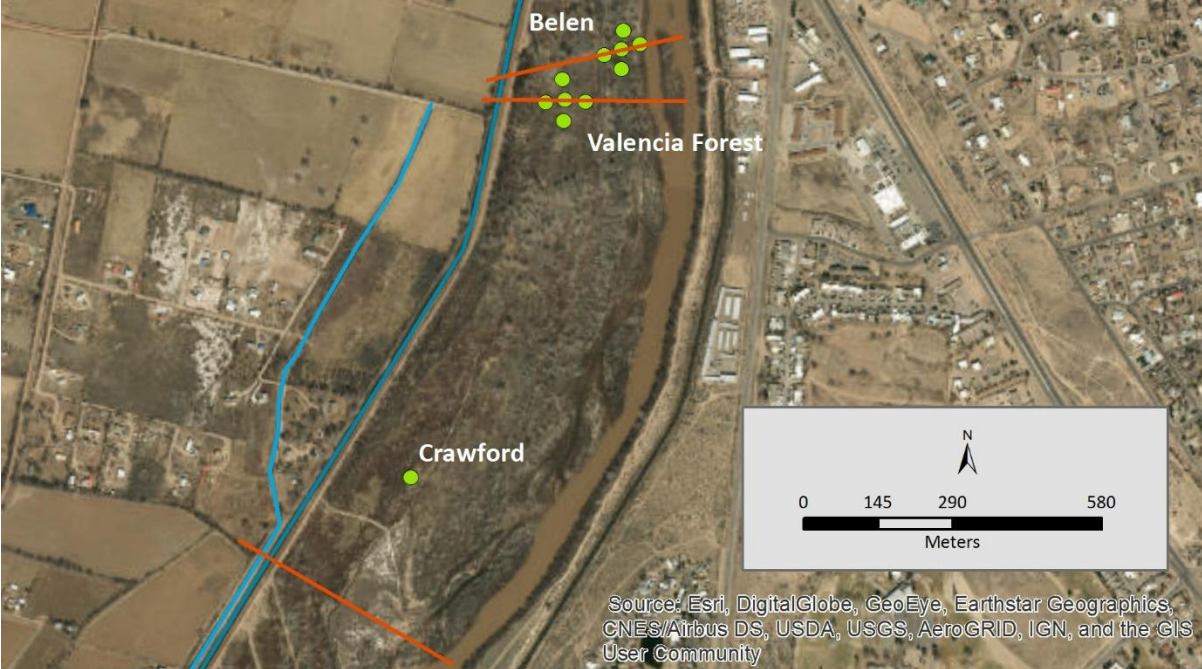 Belen
Valencia Forest
Crawford
N
0 145 290 580
Meters
Source: Esri, DigitalGlobe, GeoEye, Earthstar Geographics,
CNES/Airbus DS, USDA, USGS, AeroGRID, IGN, and the GIS
User Community